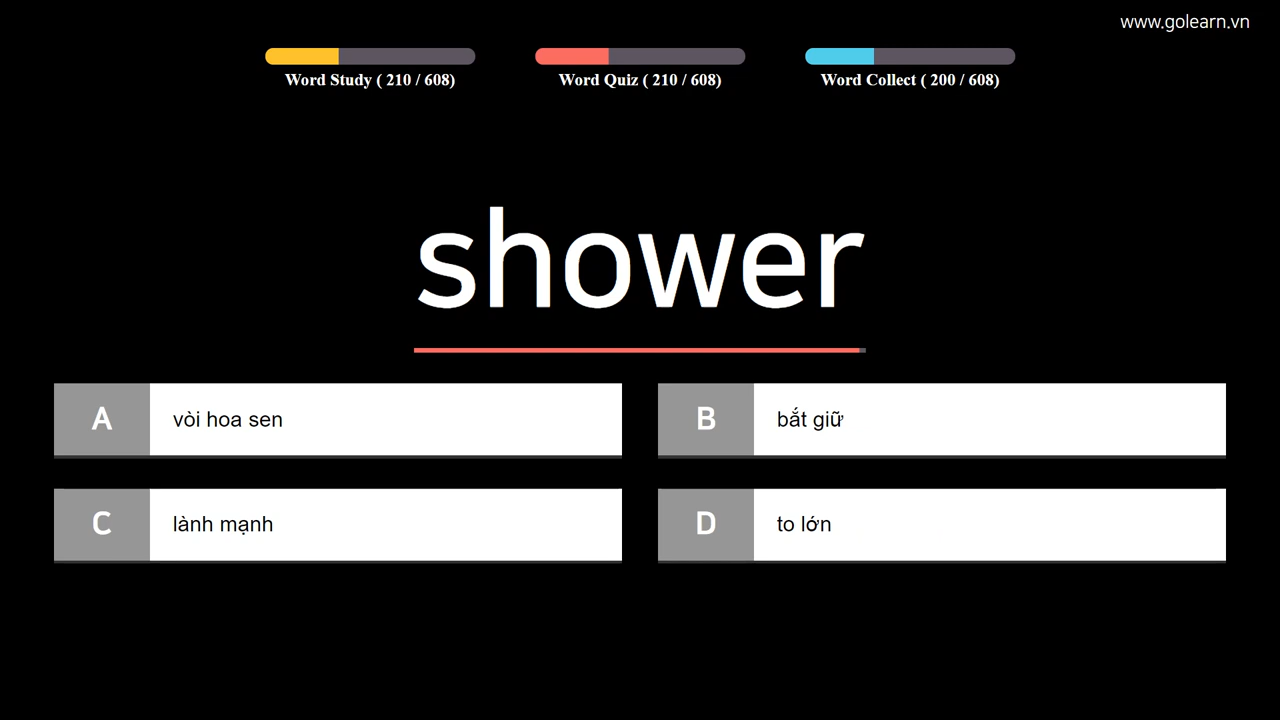 www.golearn.vn
Word Study ( 210 / 608)
Word Quiz ( 210 / 608)
Word Collect ( 200 / 608)
shower
A vòi hoa sen
B bắt giữ
C lành mạnh
D to lớn